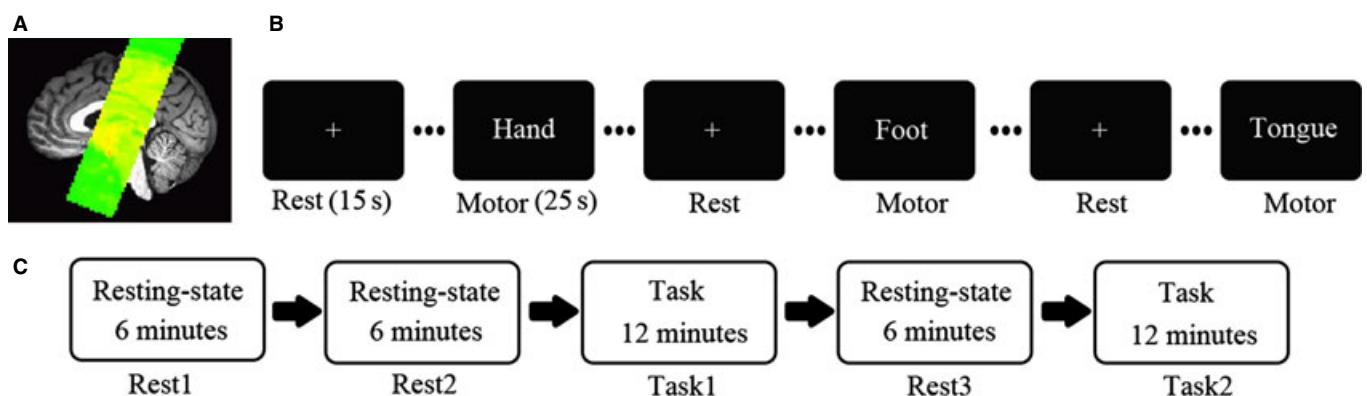 A
B
+
Hand
+
Foot
+
Tongue
Rest (15 s)
Motor (25 s)
Rest
Motor
Rest
Motor
C
Resting-state
6 minutes
Resting-state
6 minutes
Task
12 minutes
Resting-state
6 minutes
Task
12 minutes
Rest1
Rest2
Task1
Rest3
Task2